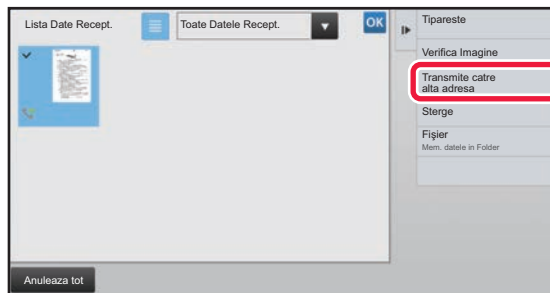 Lista Date Recept.
Toate Datele Recept.
OK
Tipareste
Verifica Imagine
Transmite catre
alta adresa
Sterge
Fişier
Mem. datele in Folder
Anuleaza tot